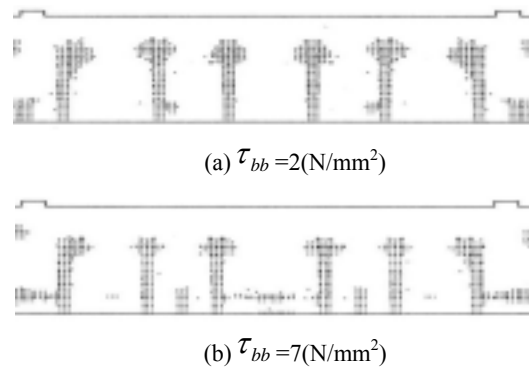 (a) τbb =2(N/mm²)
(b) τbb =7(N/mm²)